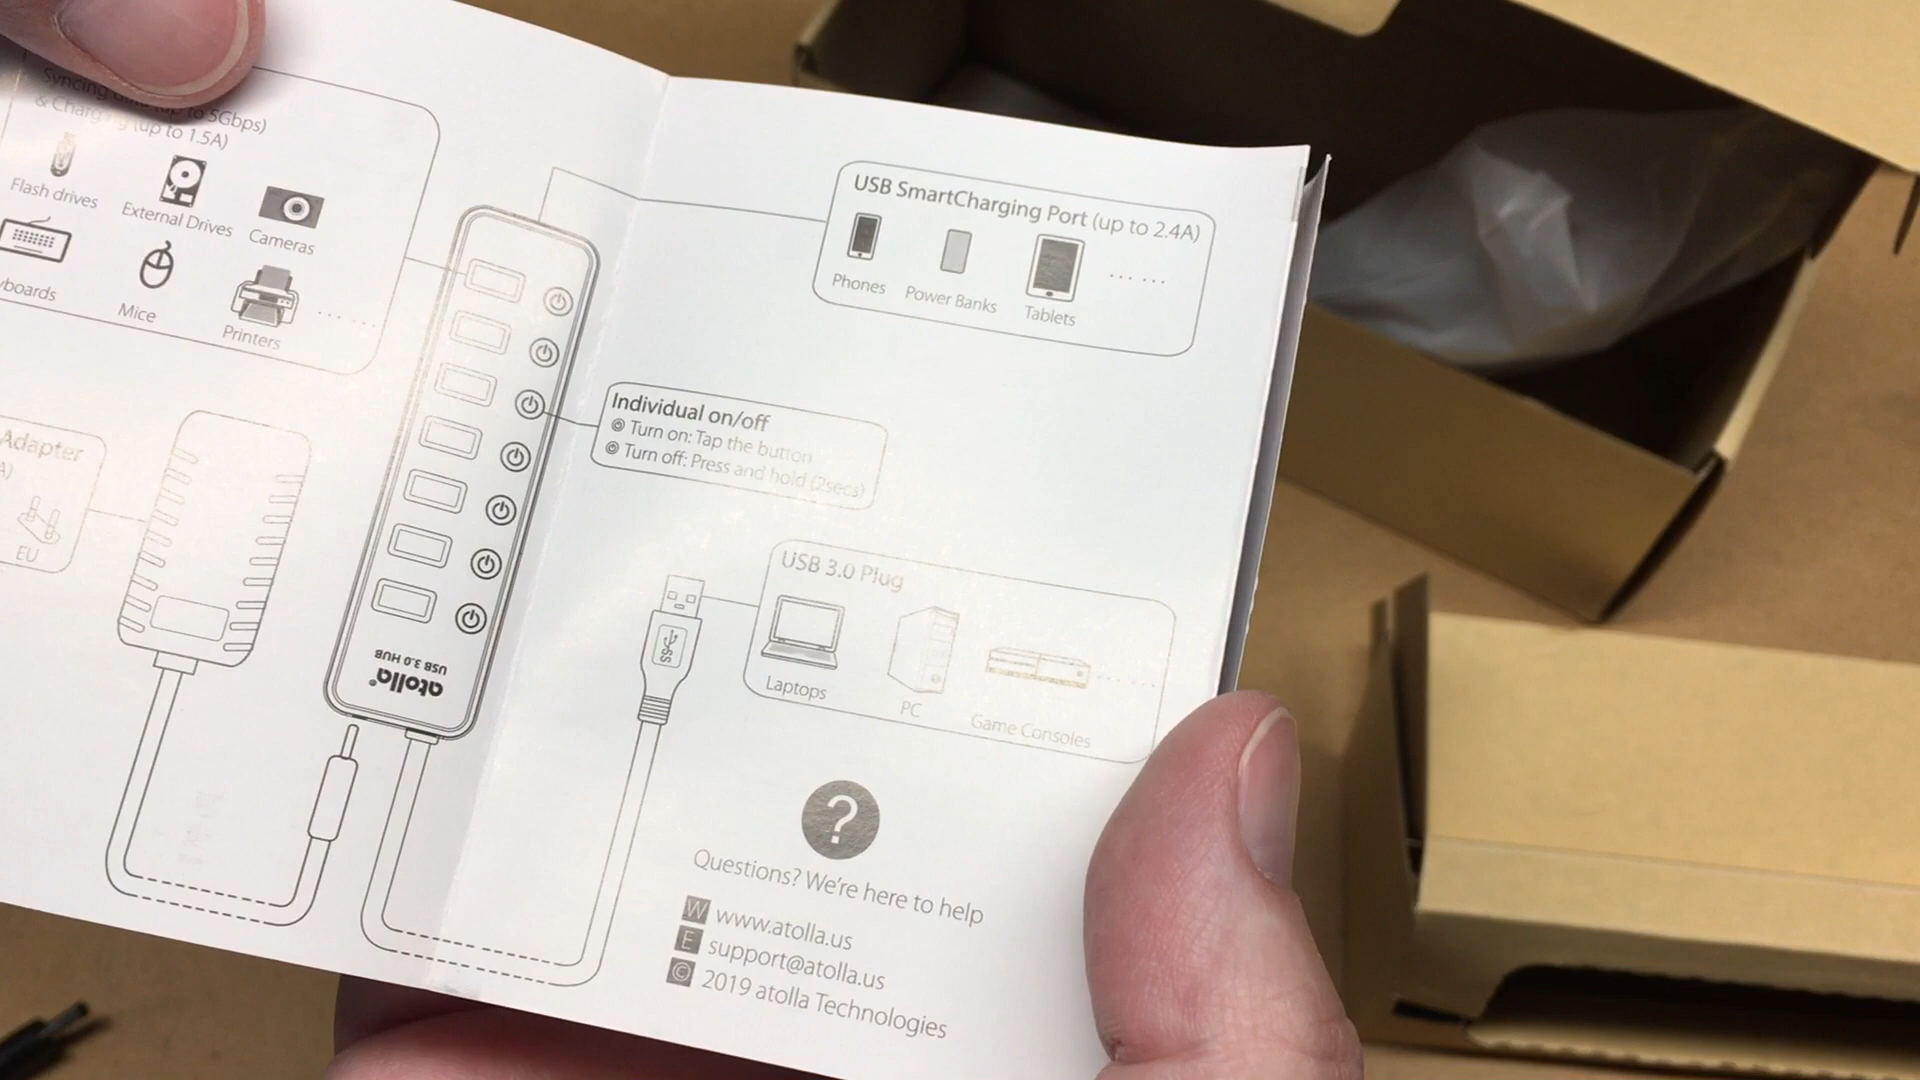 Syncing (up to 5Gbps)
& Charging (up to 1.5A)
Flash drives
External Drives
Cameras
yboards
Mice
Printers
......
USB SmartCharging Port (up to 2.4A)
Phones
Power Banks
Tablets
......
Individual on/off
Turn on: Tap the button
Turn off: Press and hold (2secs)
Adapter
A)
EU
atolla®
USB 3.0 HUB
SS
USB 3.0 Plug
Laptops
PC
Game Consoles
......
?
Questions? We're here to help
W www.atolla.us
E support@atolla.us
© 2019 atolla Technologies